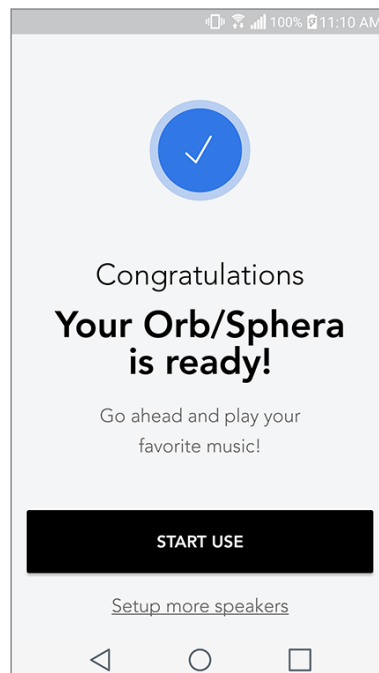 100% 11:10 AM
Congratulations
Your Orb/Sphera
is ready!
Go ahead and play your
favorite music!
START USE
Setup more speakers